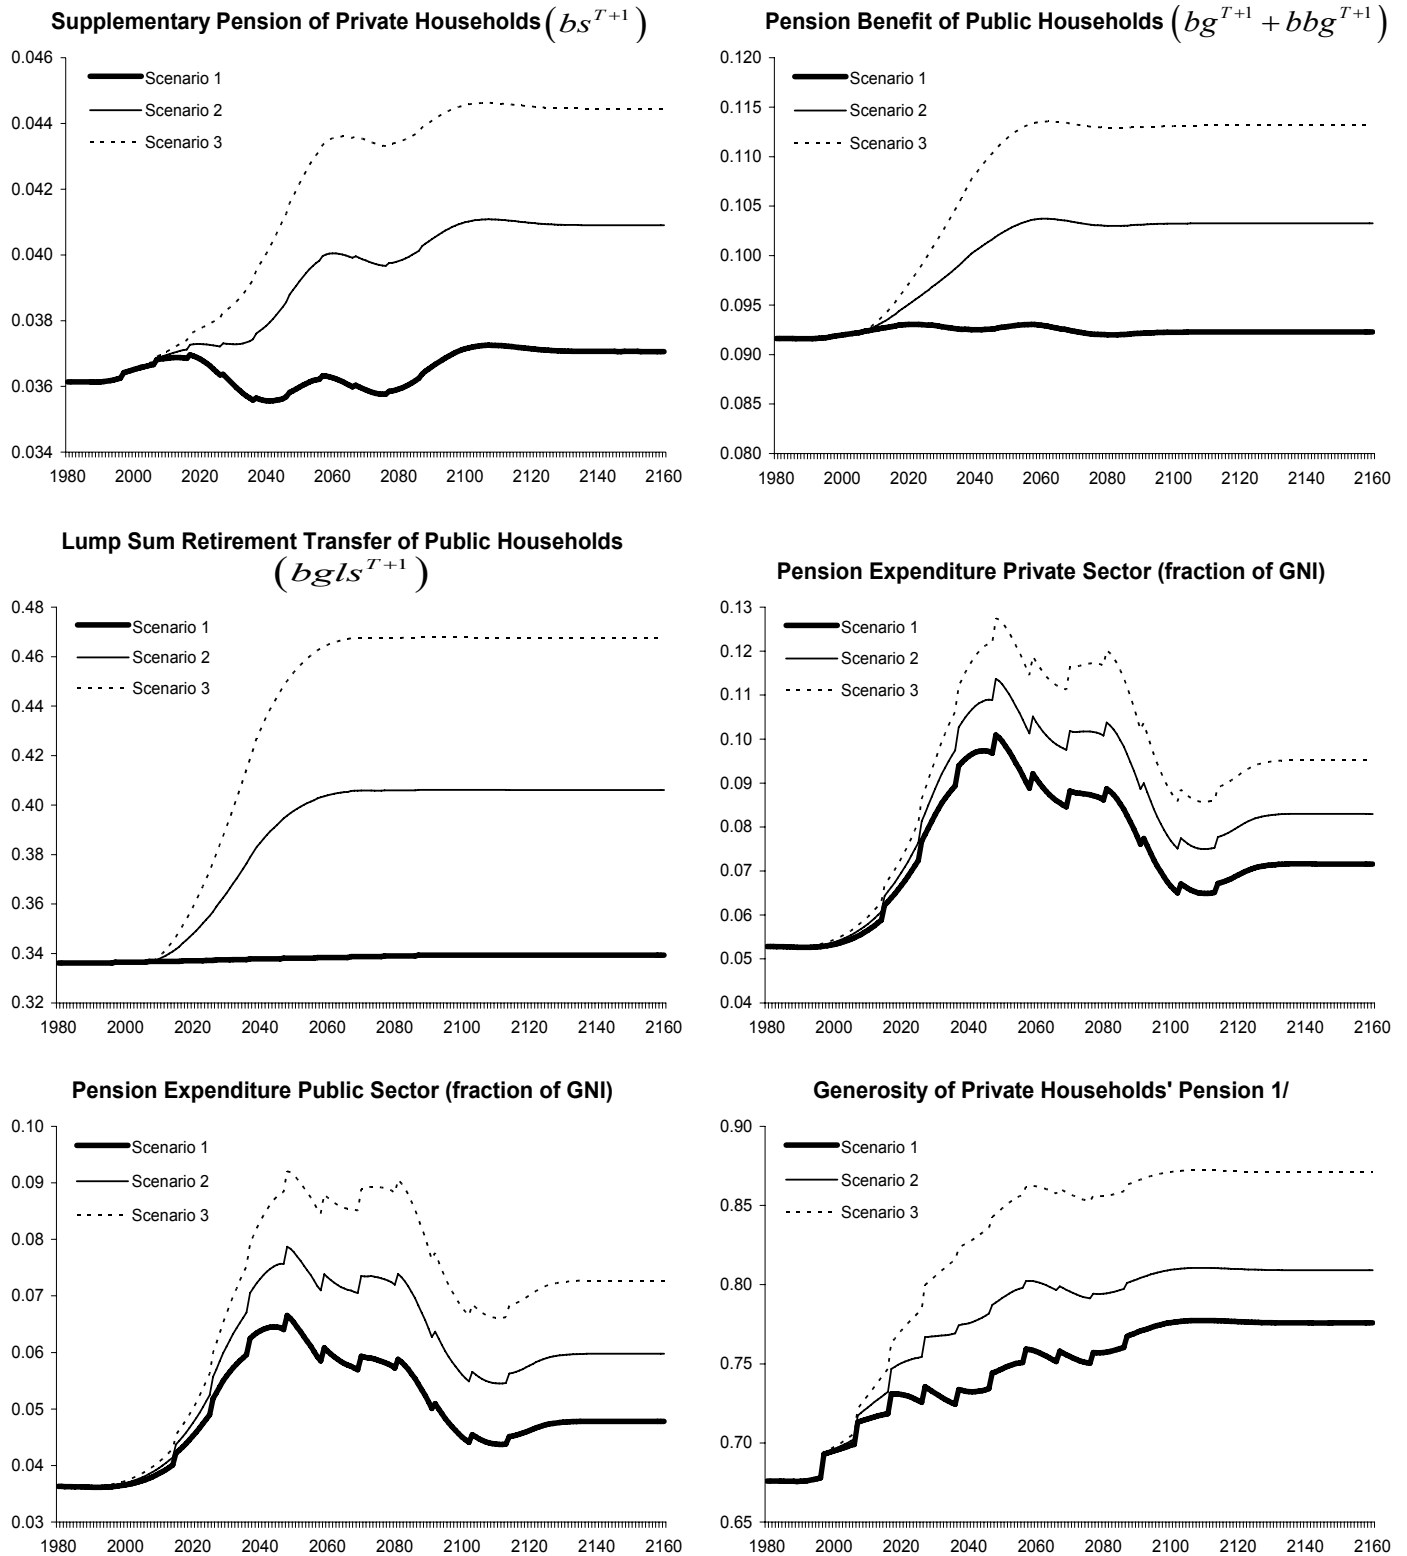 Supplementary Pension of Private Households (bs^{T+1})
0.046
0.044
0.042
0.040
0.038
0.036
0.034
Scenario 1
Scenario 2
Scenario 3
1980 2000 2020 2040 2060 2080 2100 2120 2140 2160
Pension Benefit of Public Households (bg^{T+1} + bbg^{T+1})
0.120
0.115
0.110
0.105
0.100
0.095
0.090
0.085
0.080
Scenario 1
Scenario 2
Scenario 3
1980 2000 2020 2040 2060 2080 2100 2120 2140 2160
Lump Sum Retirement Transfer of Public Households
(bgls^{T+1})
0.48
0.46
0.44
0.42
0.40
0.38
0.36
0.34
0.32
Scenario 1
Scenario 2
Scenario 3
1980 2000 2020 2040 2060 2080 2100 2120 2140 2160
Pension Expenditure Private Sector (fraction of GNI)
0.13
0.12
0.11
0.10
0.09
0.08
0.07
0.06
0.05
0.04
Scenario 1
Scenario 2
Scenario 3
1980 2000 2020 2040 2060 2080 2100 2120 2140 2160
Pension Expenditure Public Sector (fraction of GNI)
0.10
0.09
0.08
0.07
0.06
0.05
0.04
0.03
Scenario 1
Scenario 2
Scenario 3
1980 2000 2020 2040 2060 2080 2100 2120 2140 2160
Generosity of Private Households' Pension 1/
0.90
0.85
0.80
0.75
0.70
0.65
Scenario 1
Scenario 2
Scenario 3
1980 2000 2020 2040 2060 2080 2100 2120 2140 2160